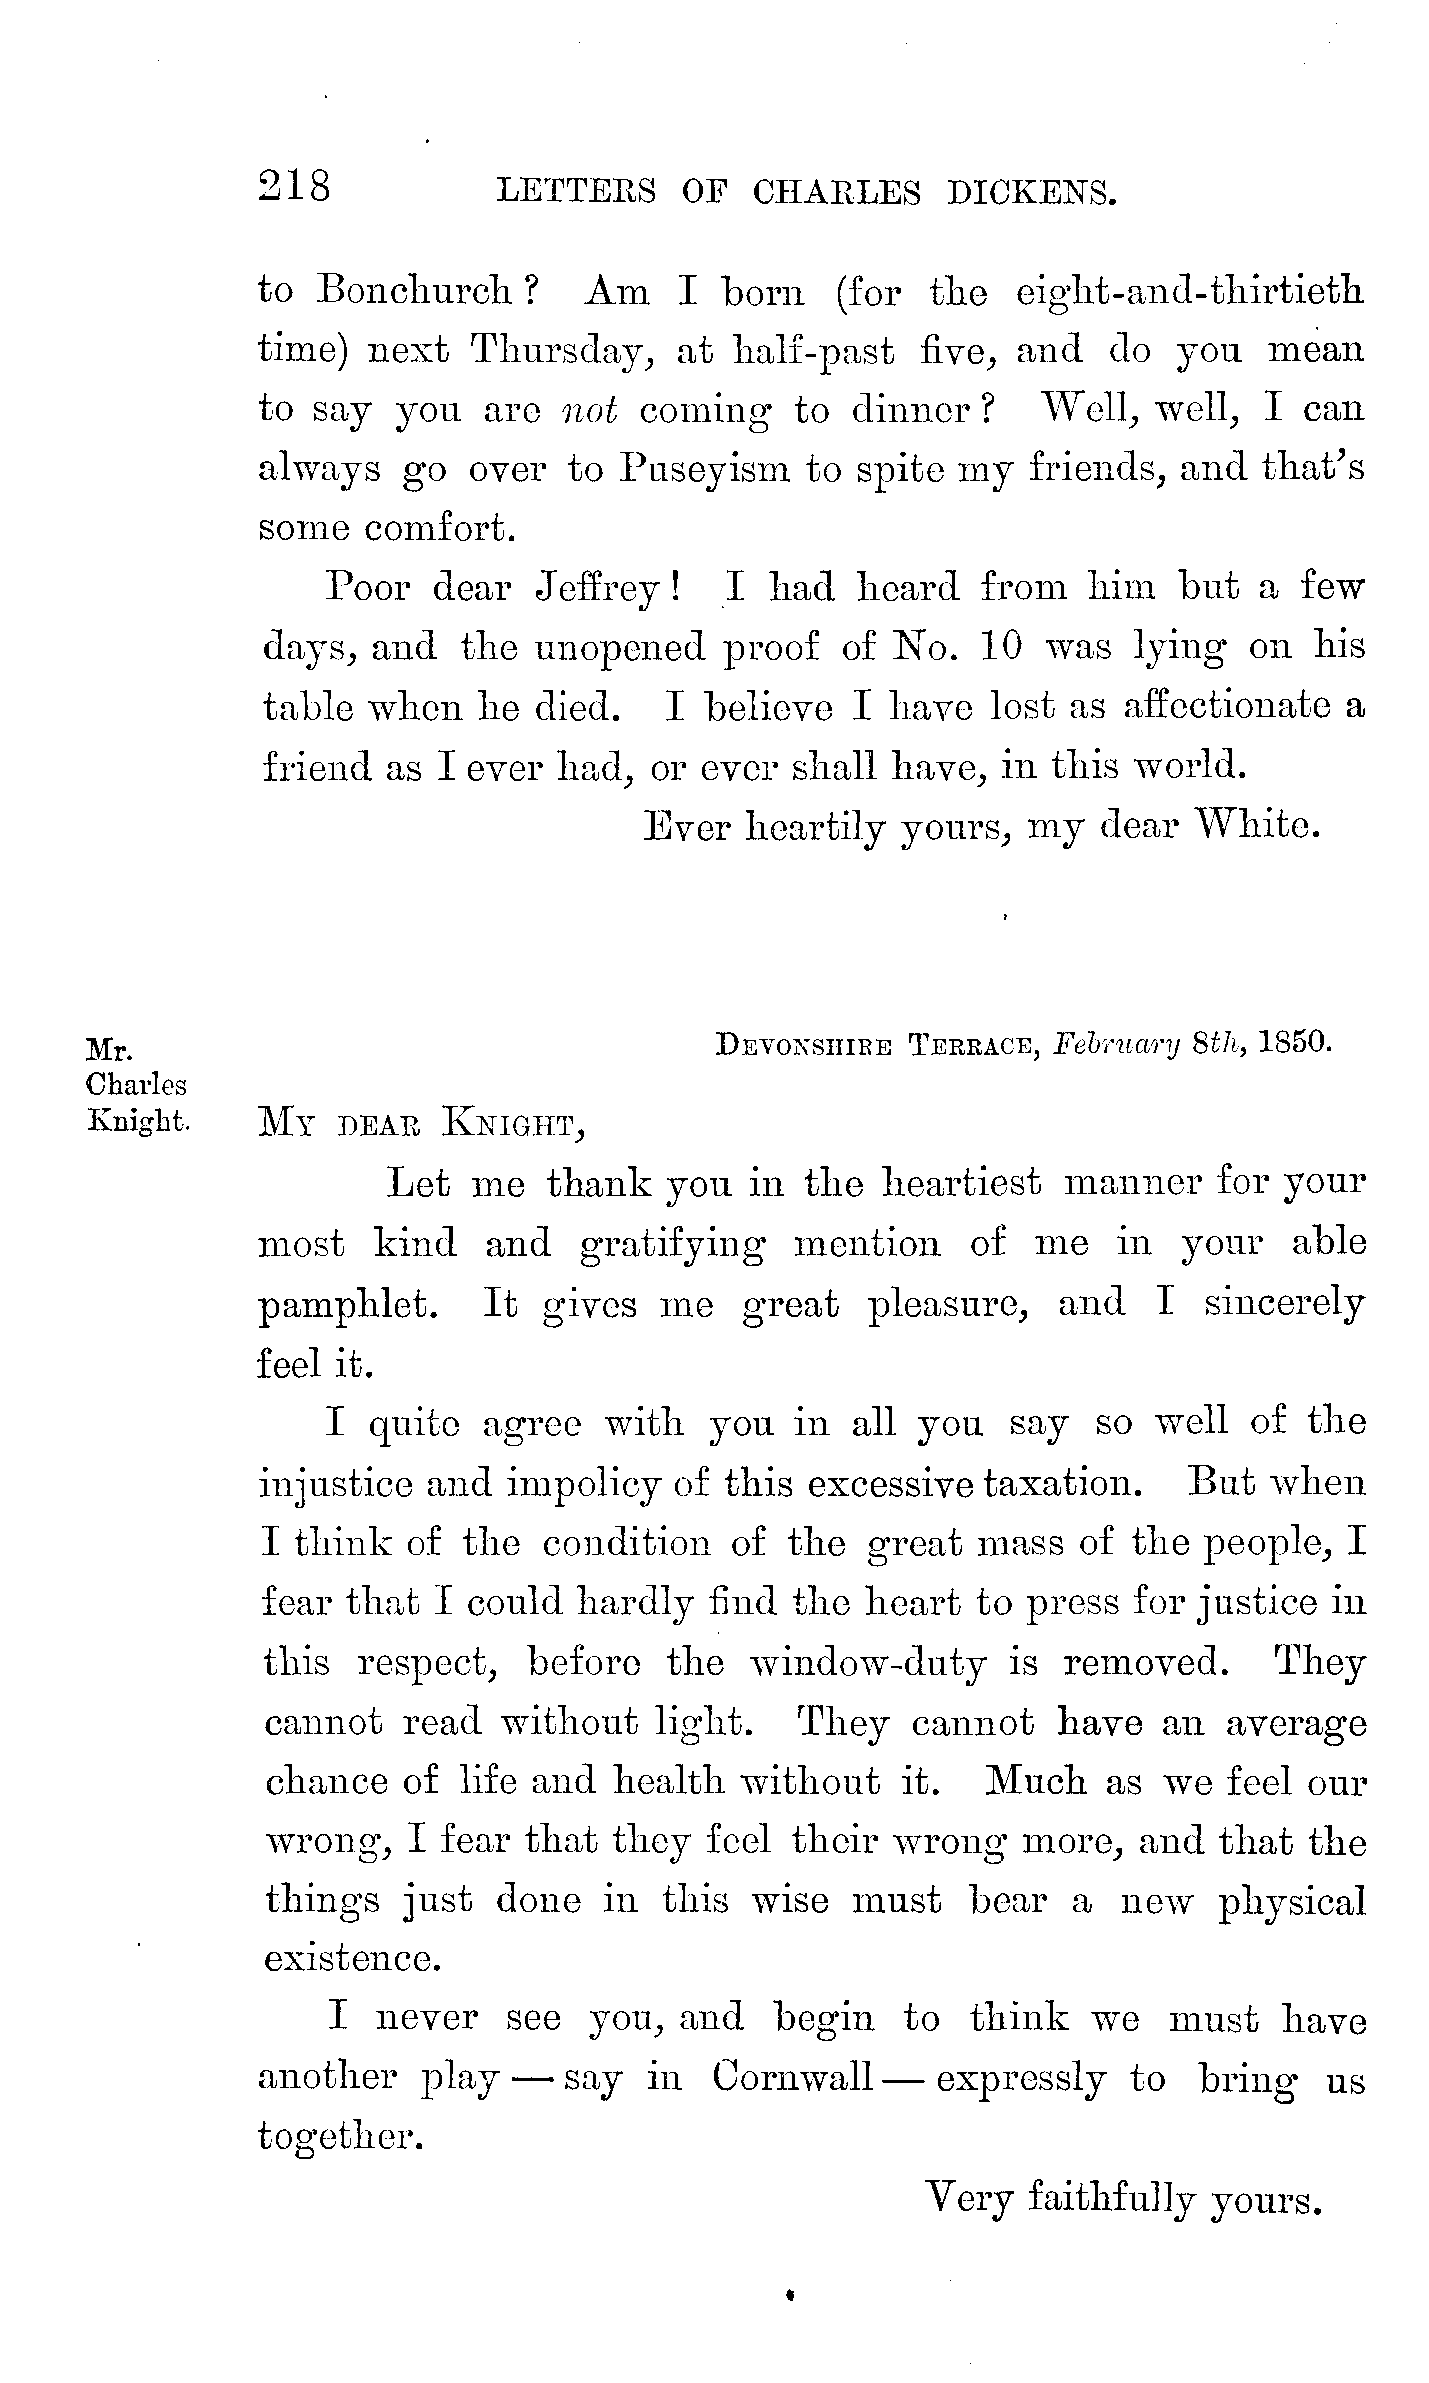 218 LETTERS OF CHARLES DICKENS.
to Bonchurch? Am I born (for the eight-and-thirtieth
time) next Thursday, at half-past five, and do you mean
to say you are not coming to dinner? Well, well, I can
always go over to Puseyism to spite my friends, and that's
some comfort.
Poor dear Jeffrey! I had heard from him but a few
days, and the unopened proof of No. 10 was lying on his
table when he died. I believe I have lost as affectionate a
friend as I ever had, or ever shall have, in this world.
Ever heartily yours, my dear White.
Mr.
Charles
Knight.
DEVONSHIRE TERRACE, February 8th, 1850.
MY DEAR KNIGHT,
Let me thank you in the heartiest manner for your
most kind and gratifying mention of me in your able
pamphlet. It gives me great pleasure, and I sincerely
feel it.
I quite agree with you in all you say so well of the
injustice and impolicy of this excessive taxation. But when
I think of the condition of the great mass of the people, I
fear that I could hardly find the heart to press for justice in
this respect, before the window-duty is removed. They
cannot read without light. They cannot have an average
chance of life and health without it. Much as we feel our
wrong, I fear that they feel their wrong more, and that the
things just done in this wise must bear a new physical
existence.
I never see you, and begin to think we must have
another play — say in Cornwall — expressly to bring us
together.
Very faithfully yours.